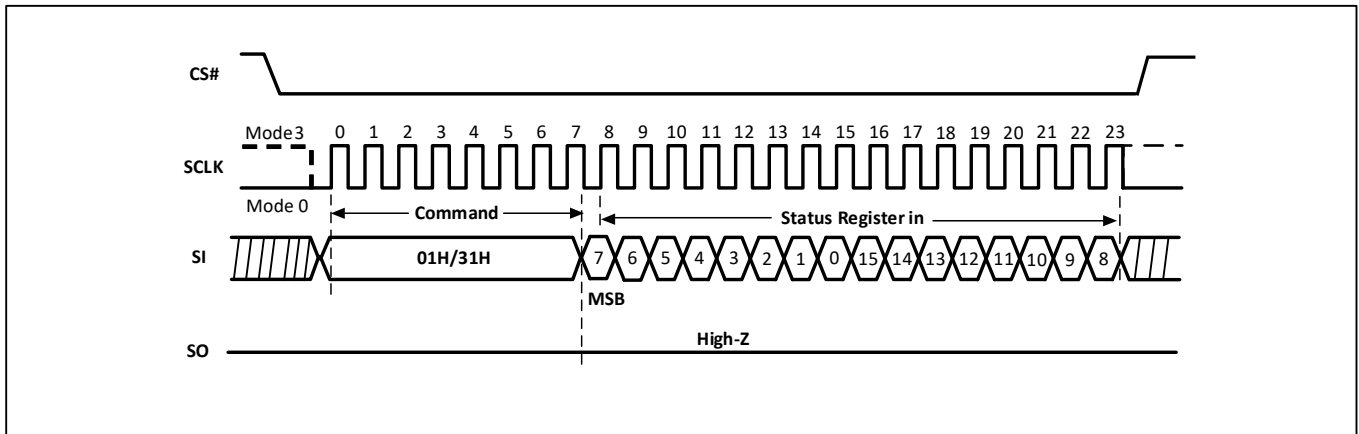 CS#
Mode3 0 1 2 3 4 5 6 7 8 9 10 11 12 13 14 15 16 17 18 19 20 21 22 23
SCLK
Mode 0
Command
Status Register in
SI
01H/31H
7 6 5 4 3 2 1 0 15 14 13 12 11 10 9 8
MSB
High-Z
SO